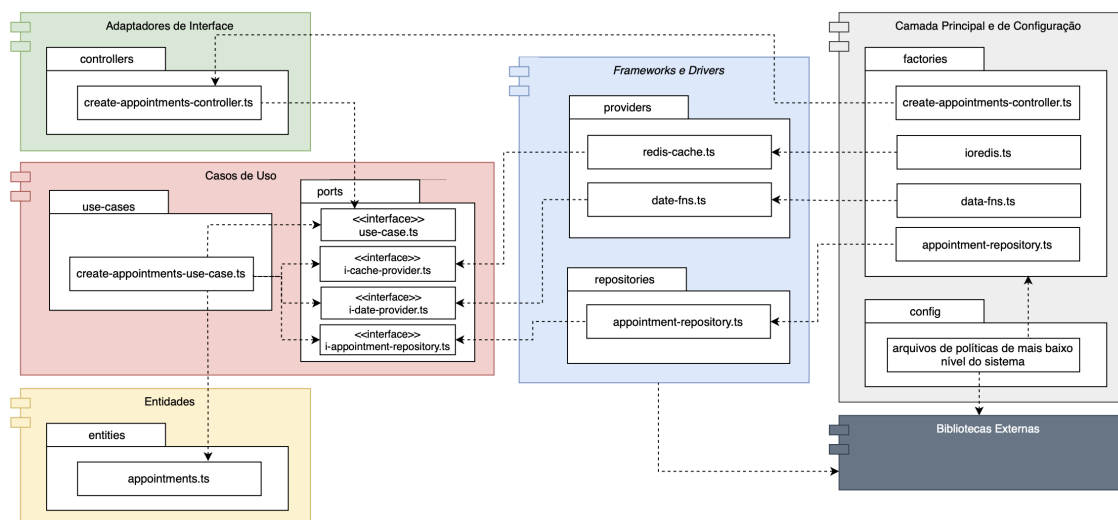 Adaptadores de Interface
controllers
create-appointments-controller.ts
Casos de Uso
use-cases
create-appointments-use-case.ts
ports
<<interface>>
use-case.ts
<<interface>>
i-cache-provider.ts
<<interface>>
i-date-provider.ts
<<interface>>
i-appointment-repository.ts
Entidades
entities
appointments.ts
Frameworks e Drivers
providers
redis-cache.ts
date-fns.ts
repositories
appointment-repository.ts
Camada Principal e de Configuração
factories
create-appointments-controller.ts
ioredis.ts
data-fns.ts
appointment-repository.ts
config
arquivos de políticas de mais baixo
nível do sistema
Bibliotecas Externas